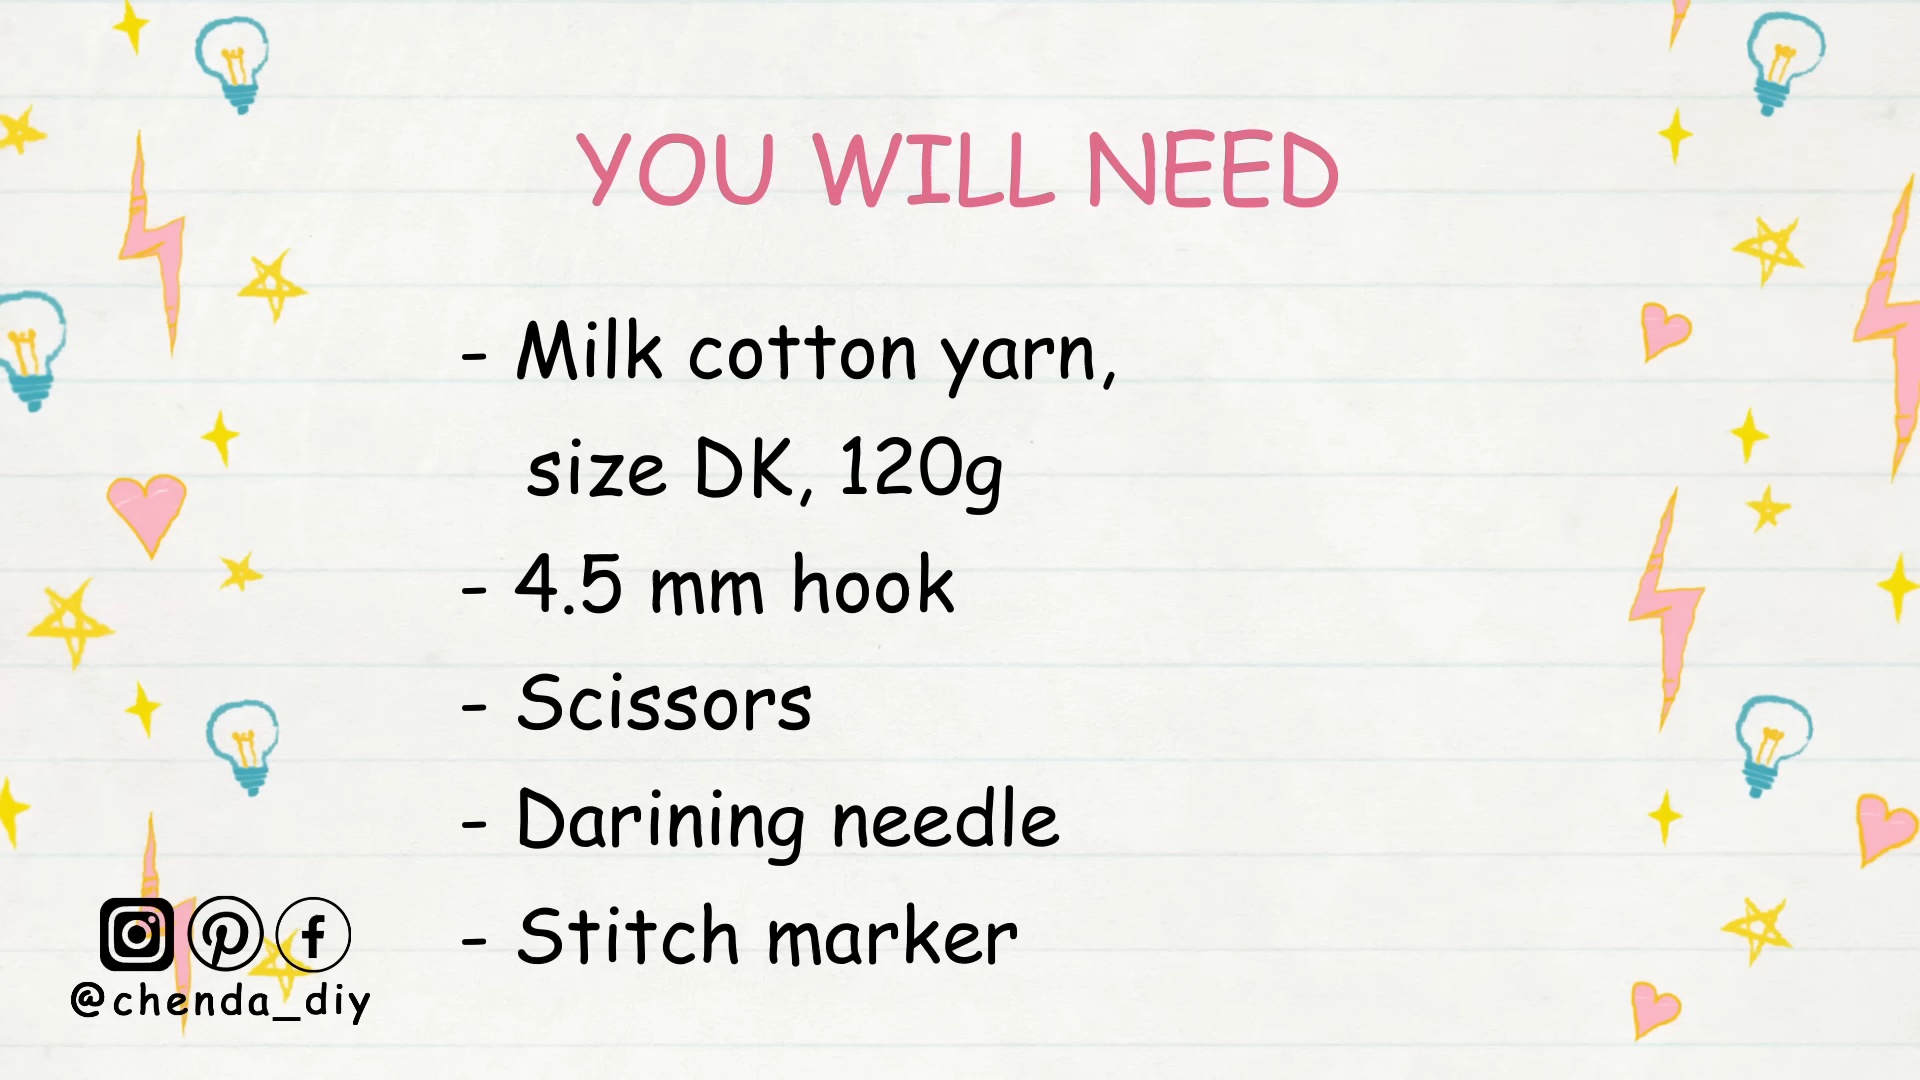 YOU WILL NEED
- Milk cotton yarn,
size DK, 120g
- 4.5 mm hook
- Scissors
- Darining needle
- Stitch marker
@chenda_diy